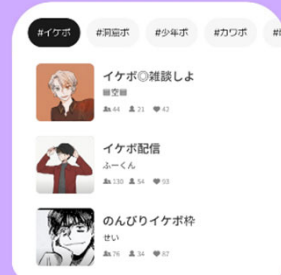 #イケボ #洞窟ボ #少年ボ #カワボ #
イケボ◎雑談しよ
▦空▦
44 21 42
イケボ配信
ふーくん
130 54 93
のんびりイケボ枠
せい
76 34 67